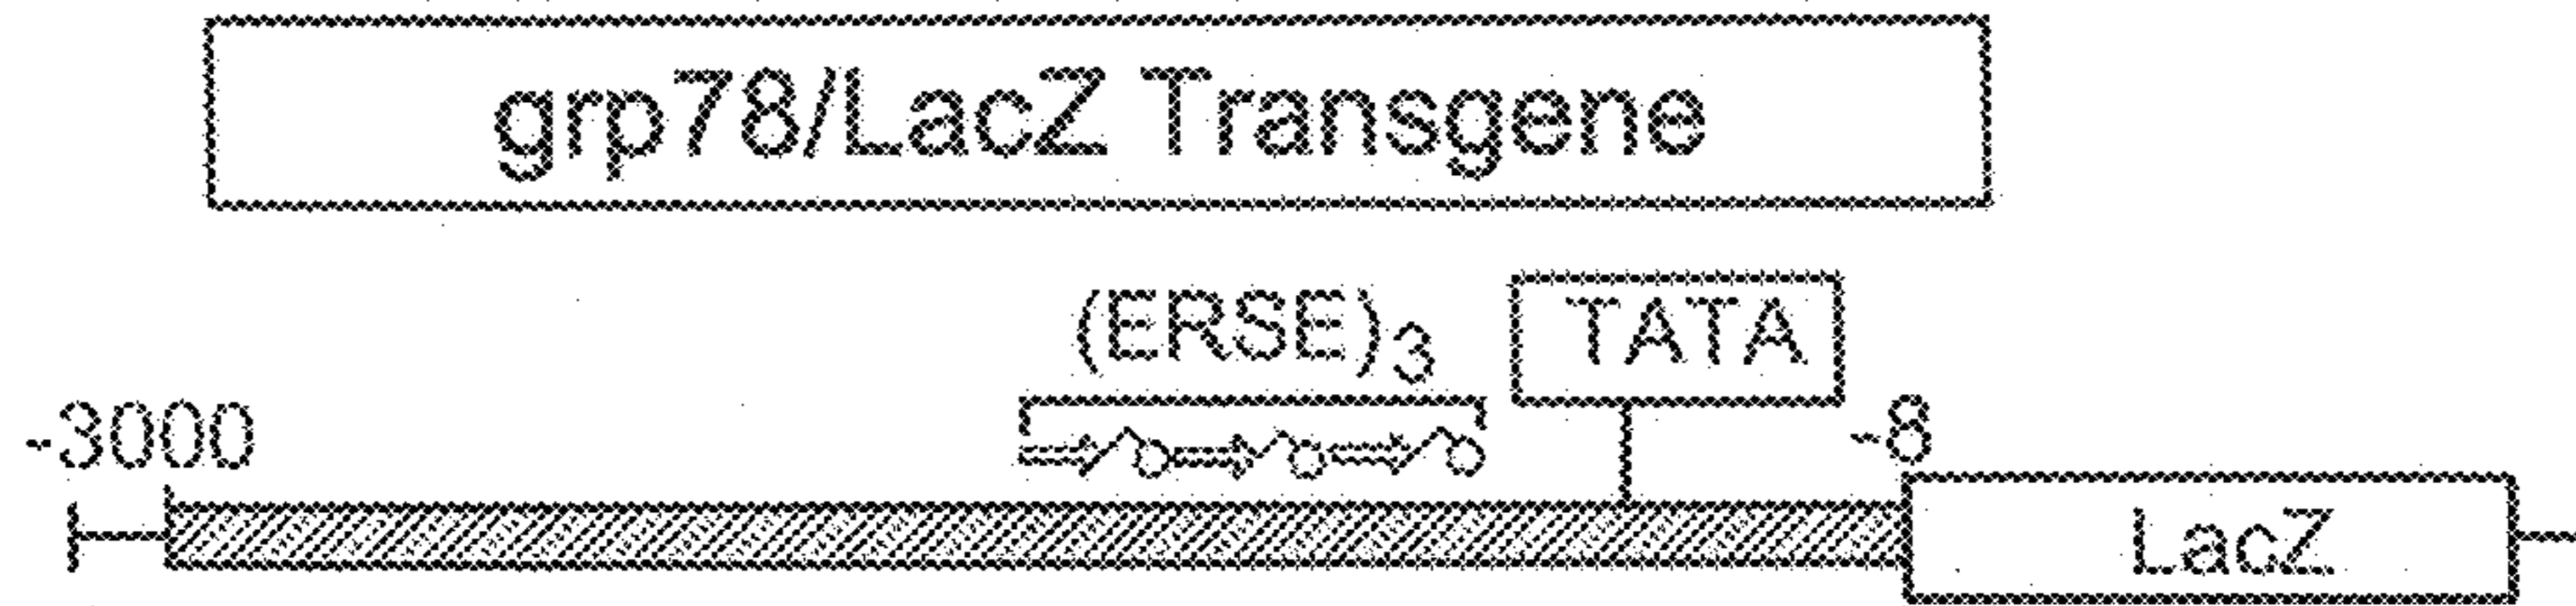 grp78/LacZ Transgene
(ERSE)3
TATA
-3000
-8
LacZ